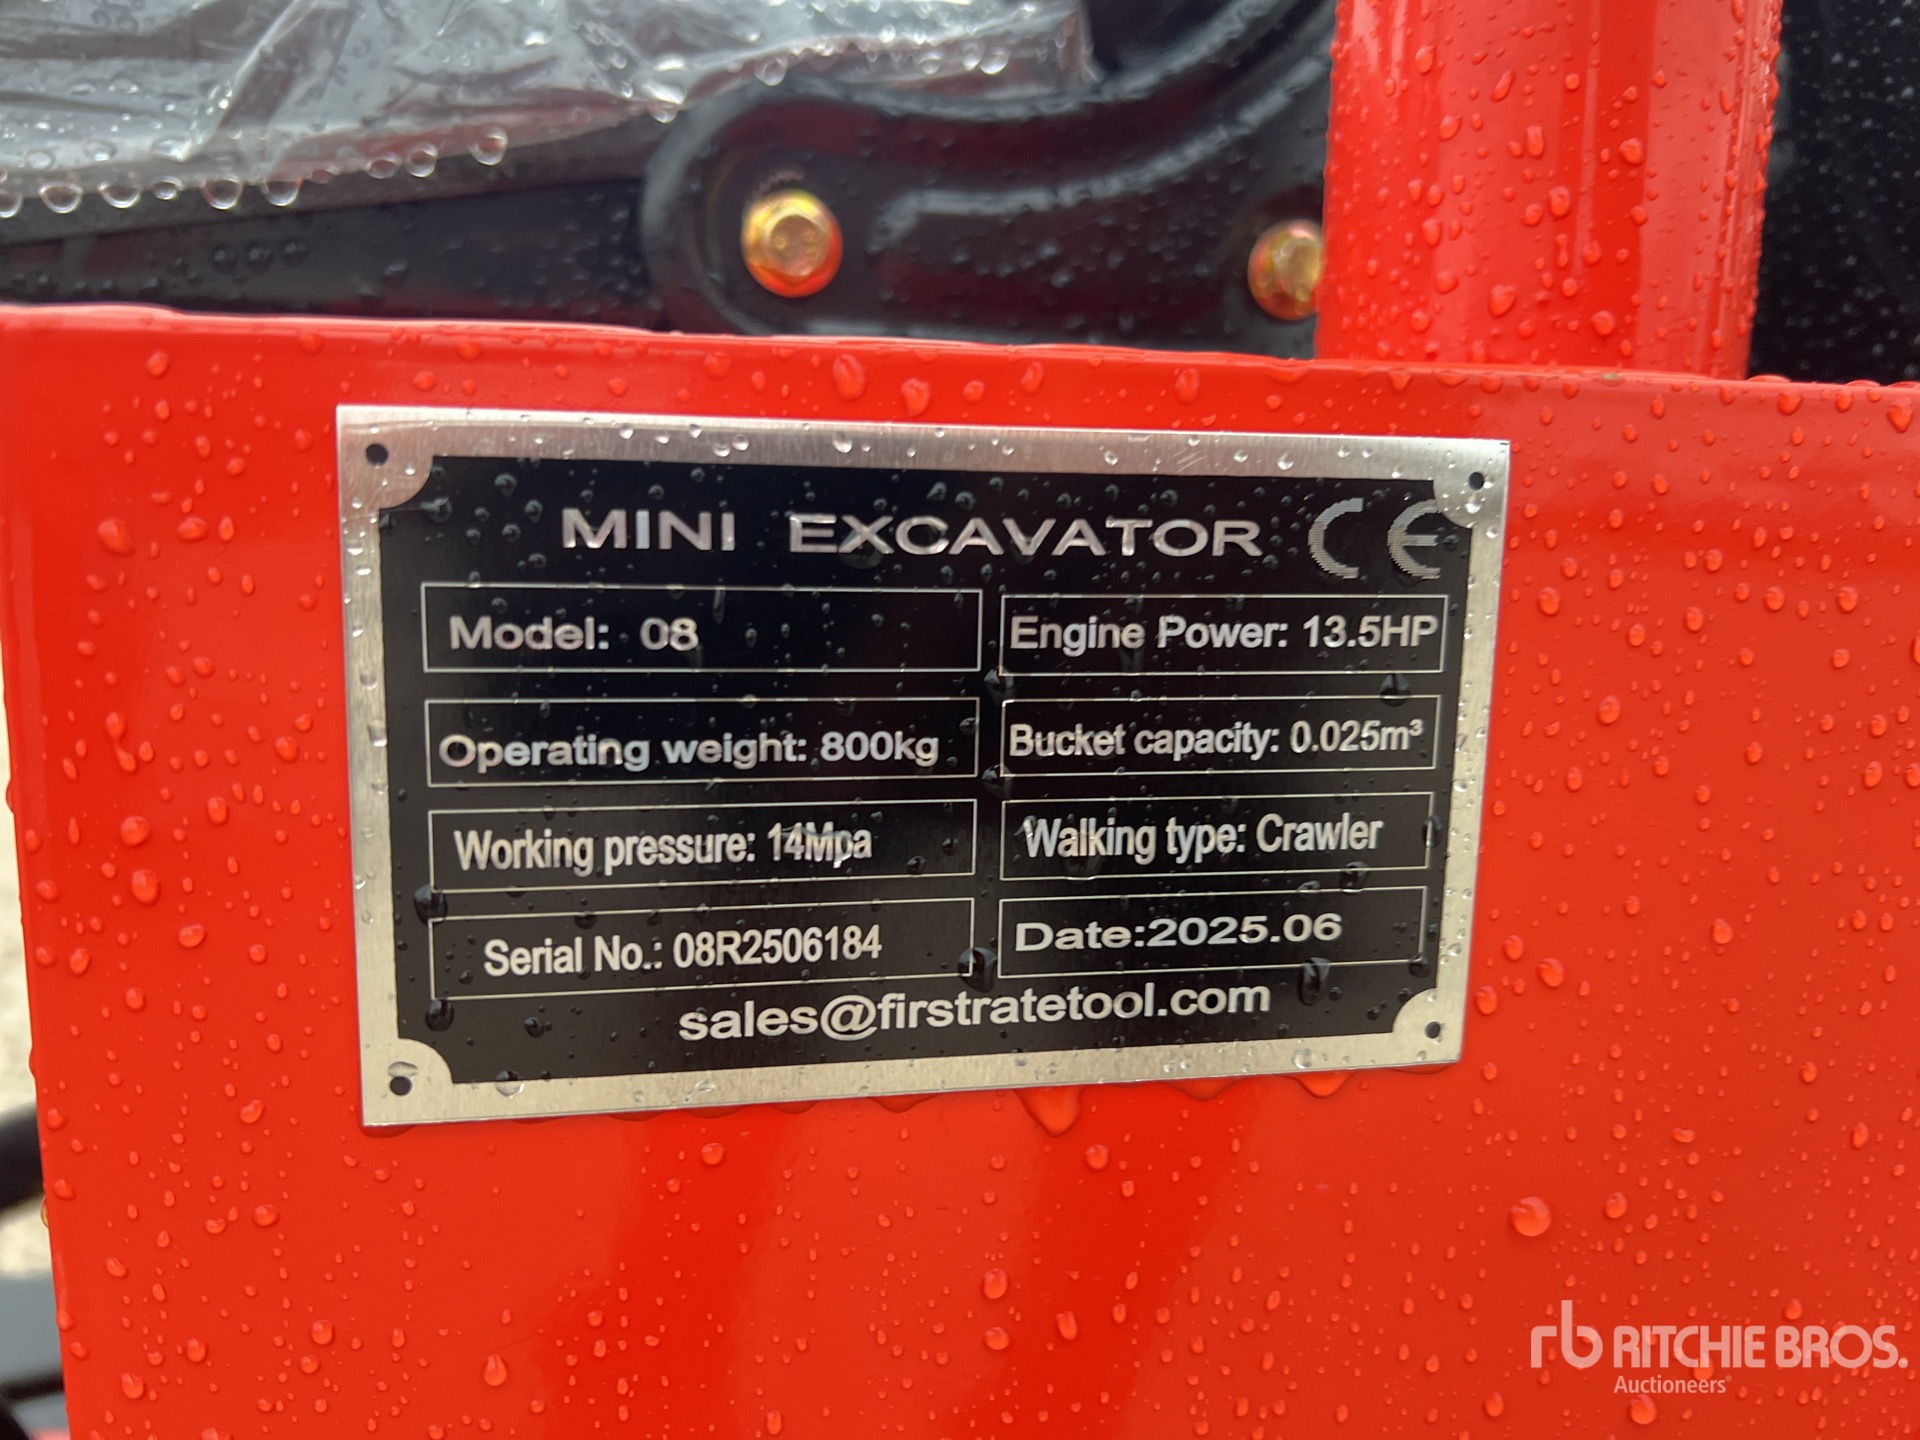 MINI EXCAVATOR CE
Model: 08
Engine Power: 13.5HP
Operating weight: 800kg
Bucket capacity: 0.025m³
Working pressure: 14Mpa
Walking type: Crawler
Serial No.: 08R2506184
Date:2025.06
sales@firstratetool.com
rb RITCHIE BROS.
Auctioneers